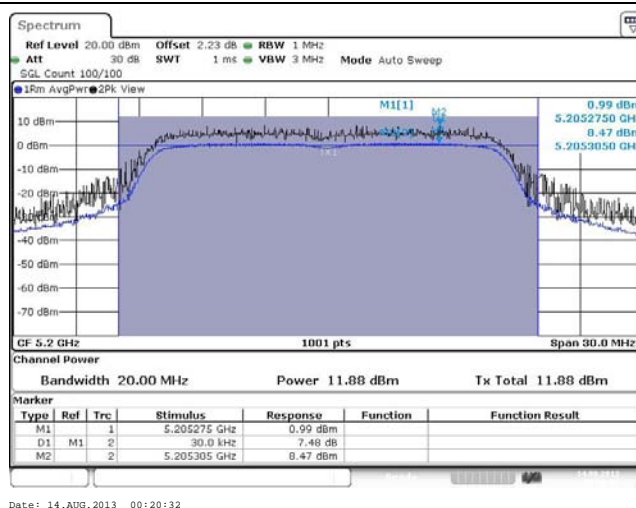 Spectrum
Ref Level 20.00 dBm Offset 2.23 dB RBW 1 MHz
Att 30 dB SWT 1 ms VBW 3 MHz Mode Auto Sweep
SGL Count 100/100
1Rm AvgPwr 2Pk View
M1[1] 0.99 dBm
M2
5.2052750 GH
8.47 dBm
5.2053050 GH
10 dBm
0 dBm
-10 dBm
-20 dBm
-40 dBm
-50 dBm
-60 dBm
-70 dBm
CF 5.2 GHz 1001 pts Span 30.0 MHz
Channel Power
Bandwidth 20.00 MHz Power 11.88 dBm Tx Total 11.88 dBm
Marker
Type Ref Trc Stimulus Response Function Function Result
M1 1 5.205275 GHz 0.99 dBm
D1 M1 2 30.0 kHz 7.48 dB
M2 2 5.205305 GHz 8.47 dBm
Date: 14.AUG.2013 00:20:32